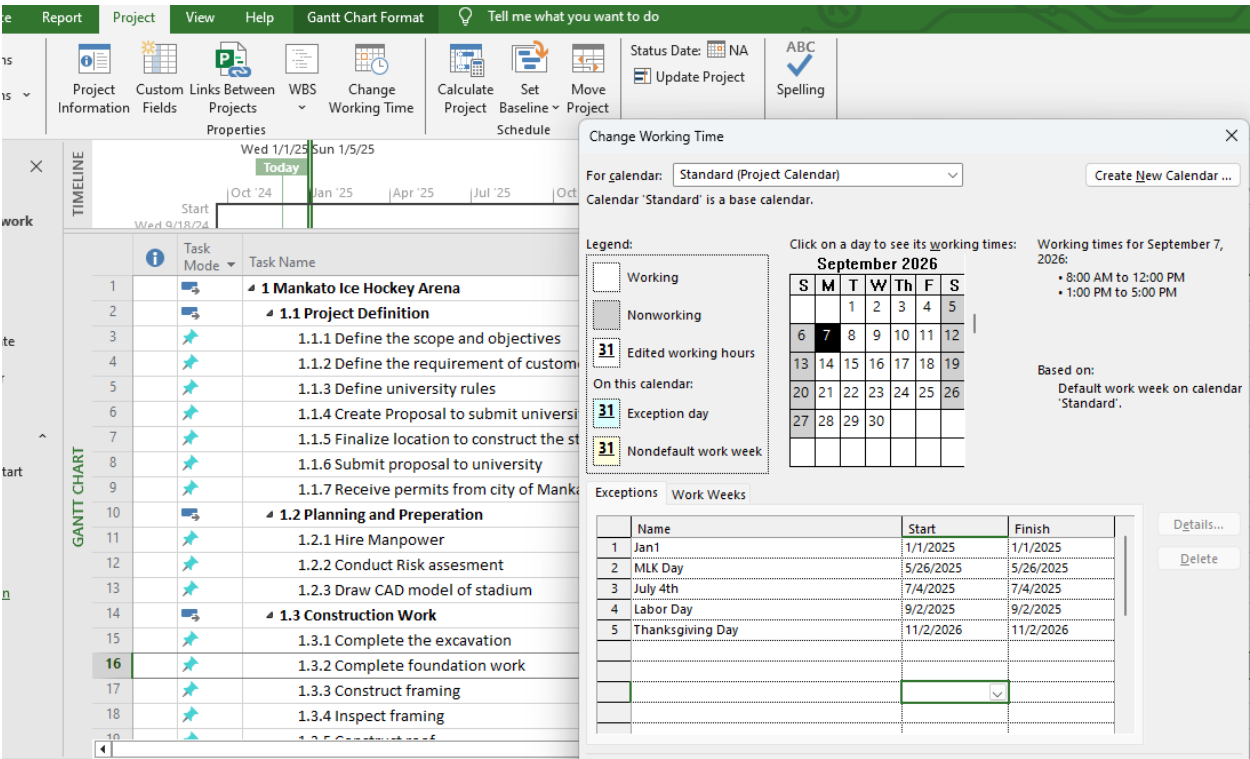 Report Project View Help Gantt Chart Format Tell me what you want to do
Project Information
Custom Fields
Links Between Projects
WBS
Change Working Time
Properties
Calculate Project
Set Baseline
Move Project
Schedule
Status Date: NA
Update Project
ABC
Spelling
TIMELINE
Wed 1/1/25 Sun 1/5/25
Today
Oct '24 Jan '25 Apr '25 Jul '25 Oct
Start
Wed 9/18/24
work
tart
GANTT CHART
Task Mode Task Name
1 1 Mankato Ice Hockey Arena
2 1.1 Project Definition
3 1.1.1 Define the scope and objectives
4 1.1.2 Define the requirement of custom
5 1.1.3 Define university rules
6 1.1.4 Create Proposal to submit universi
7 1.1.5 Finalize location to construct the st
8 1.1.6 Submit proposal to university
9 1.1.7 Receive permits from city of Manka
10 1.2 Planning and Preperation
11 1.2.1 Hire Manpower
12 1.2.2 Conduct Risk assesment
13 1.2.3 Draw CAD model of stadium
14 1.3 Construction Work
15 1.3.1 Complete the excavation
16 1.3.2 Complete foundation work
17 1.3.3 Construct framing
18 1.3.4 Inspect framing
Change Working Time
For calendar: Standard (Project Calendar)
Create New Calendar ...
Calendar 'Standard' is a base calendar.
Legend:
Working
Nonworking
31 Edited working hours
On this calendar:
31 Exception day
31 Nondefault work week
Click on a day to see its working times:
September 2026
S M T W Th F S
1 2 3 4 5
6 7 8 9 10 11 12
13 14 15 16 17 18 19
20 21 22 23 24 25 26
27 28 29 30
Working times for September 7,
2026:
• 8:00 AM to 12:00 PM
• 1:00 PM to 5:00 PM
Based on:
Default work week on calendar
'Standard'.
Exceptions Work Weeks
Name Start Finish
1 Jan1 1/1/2025 1/1/2025
2 MLK Day 5/26/2025 5/26/2025
3 July 4th 7/4/2025 7/4/2025
4 Labor Day 9/2/2025 9/2/2025
5 Thanksgiving Day 11/2/2026 11/2/2026
Details...
Delete